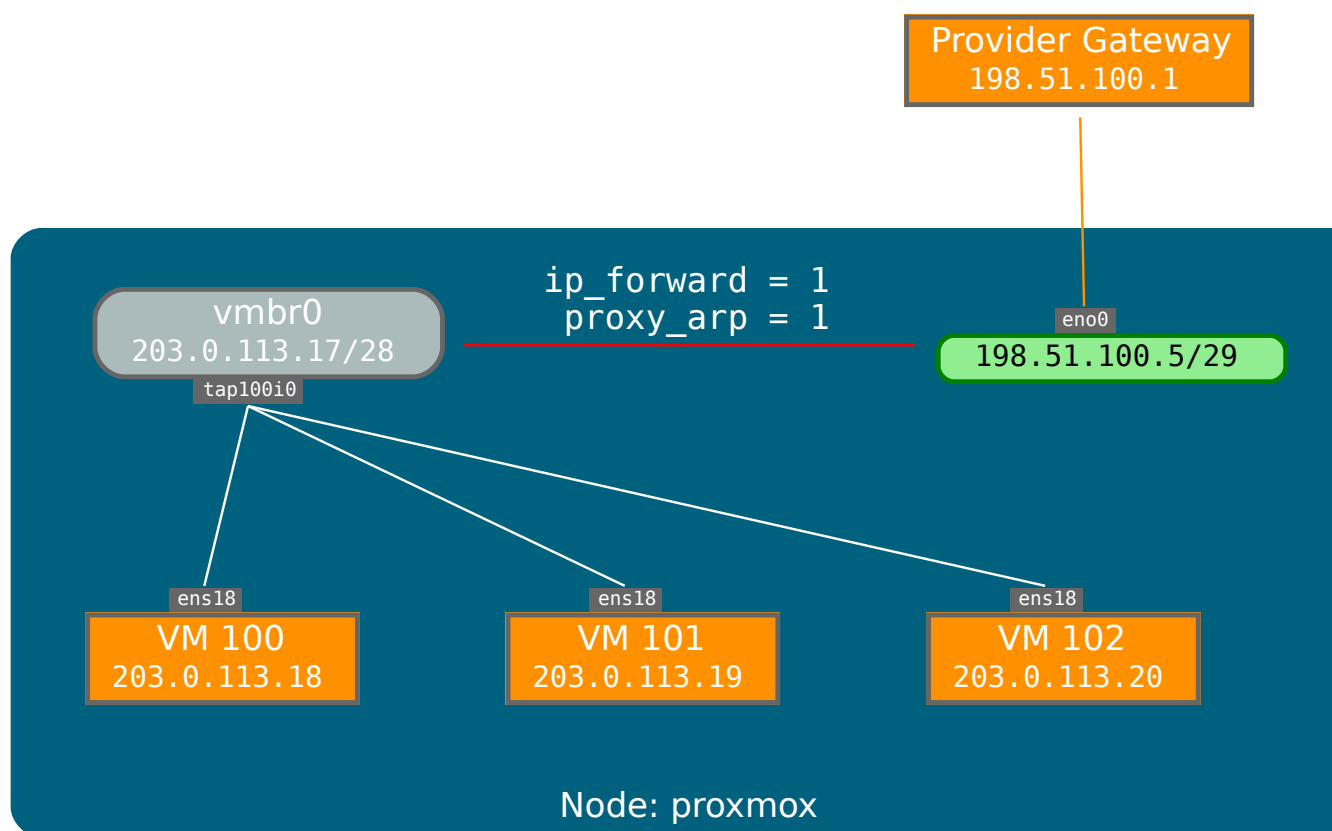 Provider Gateway
198.51.100.1
ip_forward = 1
proxy_arp = 1
vmbr0
203.0.113.17/28
tap100i0
eno0
198.51.100.5/29
ens18
VM 100
203.0.113.18
ens18
VM 101
203.0.113.19
ens18
VM 102
203.0.113.20
Node: proxmox